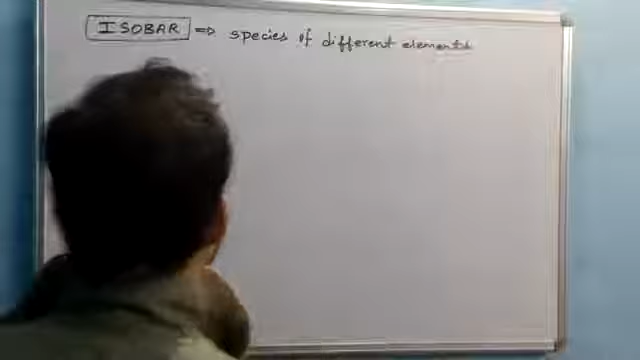 ISOBAR ⇒ species of different elements